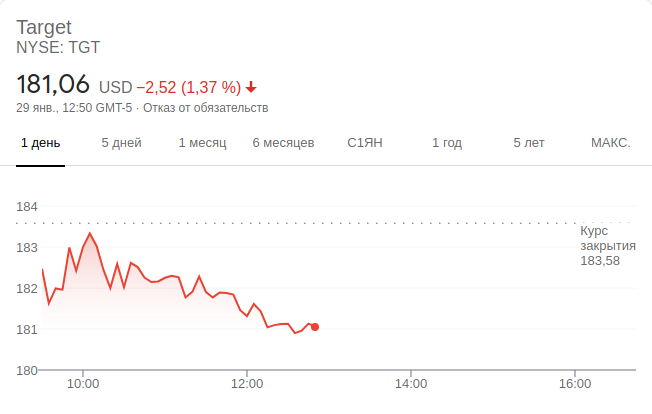 Target
NYSE: TGT
181,06 USD −2,52 (1,37 %)
29 янв., 12:50 GMT-5 · Отказ от обязательств
1 день 5 дней 1 месяц 6 месяцев С1ЯН 1 год 5 лет МАКС.
184
Курс
закрытия
183,58
183
182
181
180
10:00 12:00 14:00 16:00